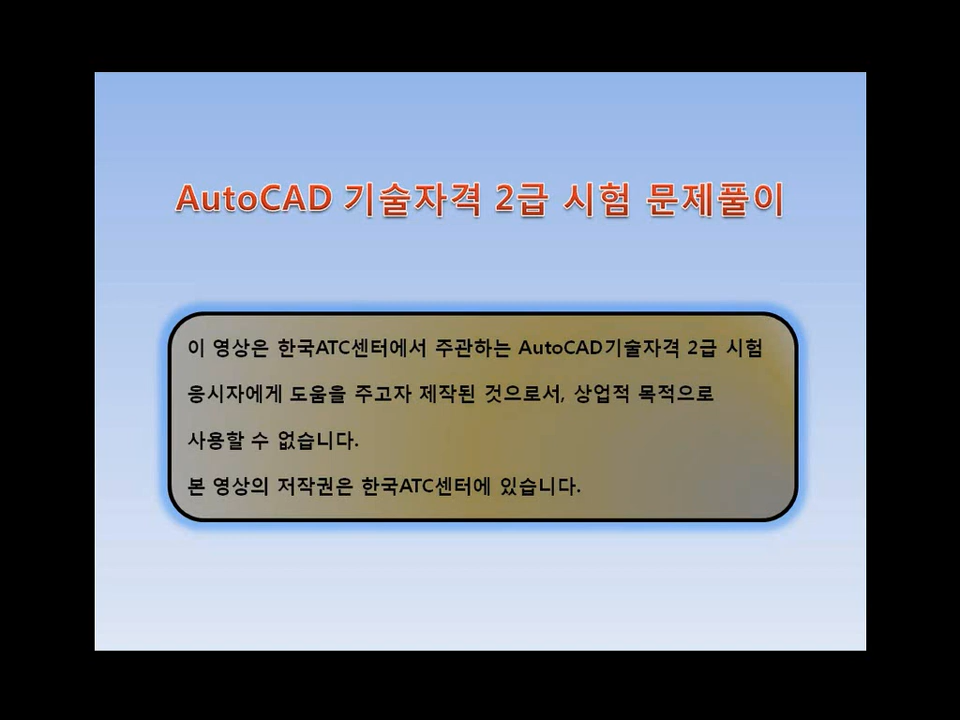 AutoCAD 기술자격 2급 시험 문제풀이
이 영상은 한국ATC센터에서 주관하는 AutoCAD기술자격 2급 시험
응시자에게 도움을 주고자 제작된 것으로서, 상업적 목적으로
사용할 수 없습니다.
본 영상의 저작권은 한국ATC센터에 있습니다.